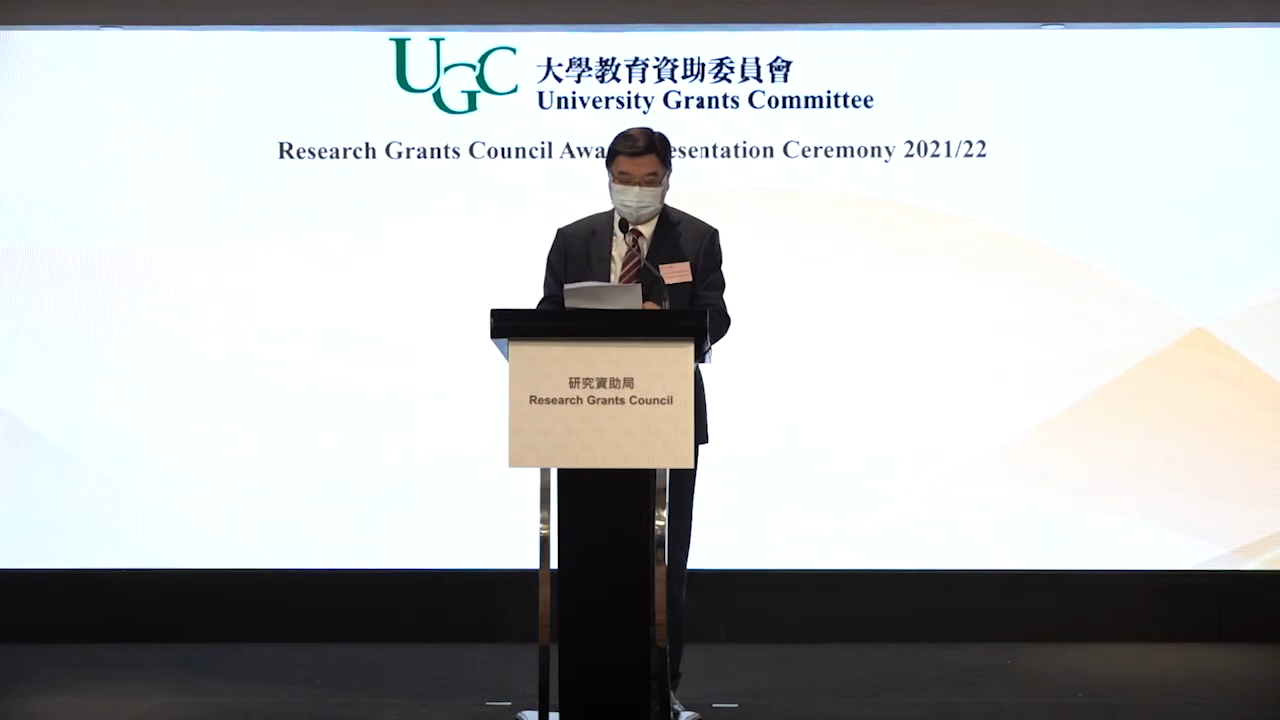 UGC
大學教育資助委員會
University Grants Committee
Research Grants Council Awa esentation Ceremony 2021/22
研究資助局
Research Grants Council